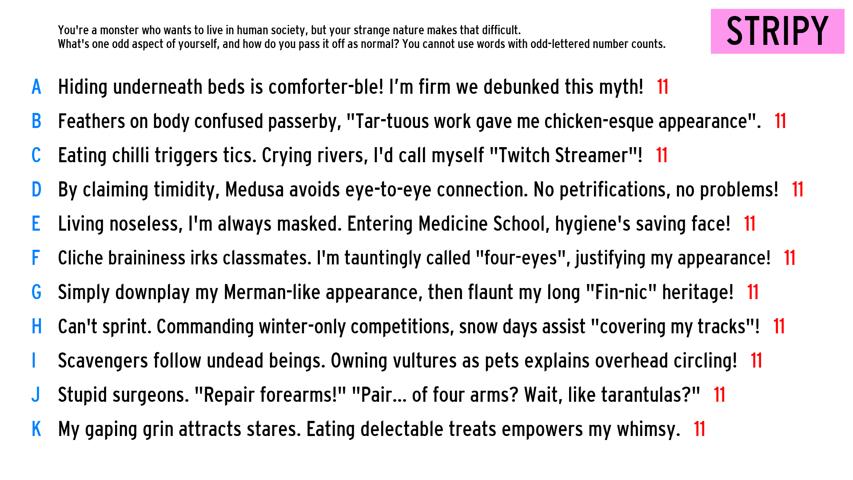 You're a monster who wants to live in human society, but your strange nature makes that difficult.
What's one odd aspect of yourself, and how do you pass it off as normal? You cannot use words with odd-lettered number counts.
STRIPY
A Hiding underneath beds is comforter-ble! I'm firm we debunked this myth! 11
B Feathers on body confused passerby, "Tar-tuous work gave me chicken-esque appearance". 11
C Eating chilli triggers tics. Crying rivers, I'd call myself "Twitch Streamer"! 11
D By claiming timidity, Medusa avoids eye-to-eye connection. No petrifications, no problems! 11
E Living noseless, I'm always masked. Entering Medicine School, hygiene's saving face! 11
F Cliche braininess irks classmates. I'm tauntingly called "four-eyes", justifying my appearance! 11
G Simply downplay my Merman-like appearance, then flaunt my long "Fin-nic" heritage! 11
H Can't sprint. Commanding winter-only competitions, snow days assist "covering my tracks"! 11
I Scavengers follow undead beings. Owning vultures as pets explains overhead circling! 11
J Stupid surgeons. "Repair forearms!" "Pair... of four arms? Wait, like tarantulas?" 11
K My gaping grin attracts stares. Eating delectable treats empowers my whimsy. 11